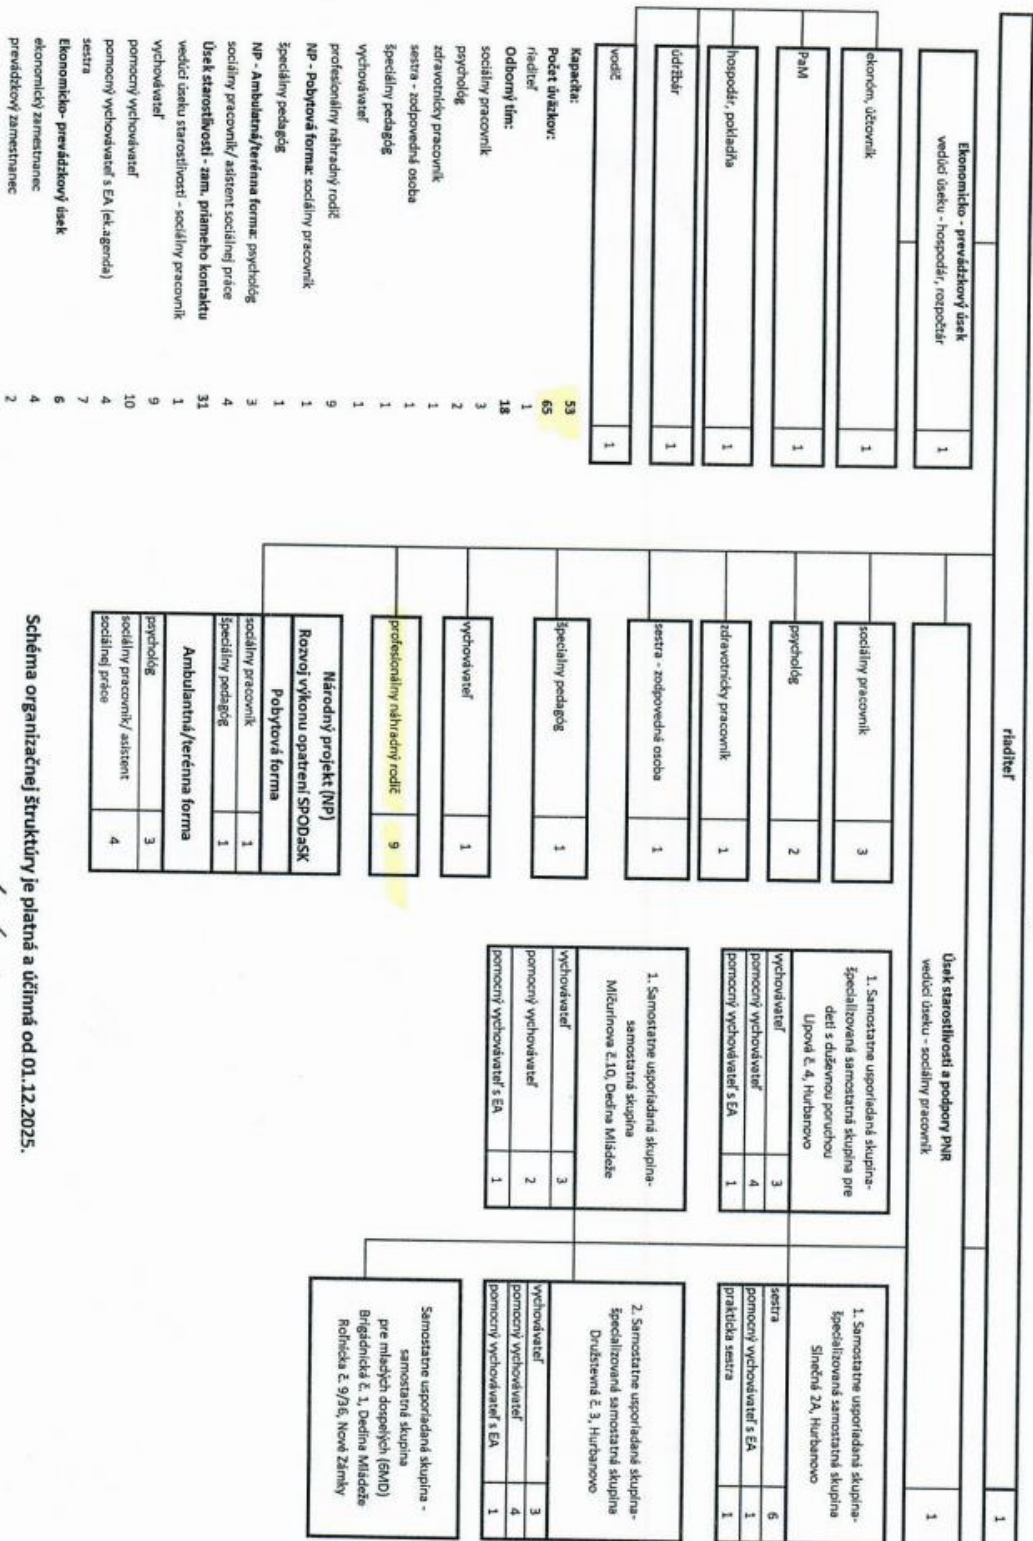 riaditeľ 1
Ekonomicko - prevádzkový úsek
vedúci úseku - hospodár, rozpočtár
1
ekonóm, účtovník 1
PaM 1
hospodár, pokladňa 1
údržbár 1
vodič 1
sociálny pracovník 3
psychológ 2
zdravotnícky pracovník 1
sestra - zodpovedná osoba 1
špecialny pedagóg 1
vychovávateľ 1
profesionálny náhradný rodič 9
Národný projekt (NP)
Rozvoj výkonu opatrení SPODaSK
Pobytová forma
sociálny pracovník 1
špeciálny pedagóg 1
Ambulantná/terénna forma
psychológ 3
sociálny pracovník/ asistent
sociálnej práce
4
Úsek starostlivosti a podpory PNR
vedúci úseku - sociálny pracovník
1
1. Samostatne usporiadaná skupina-
špecializovaná samostatná skupina pre
deti s duševnou poruchou
Lipová č. 4, Hurbanovo
vychovávateľ 3
pomocný vychovávateľ 4
pomocný vychovávateľ s EA 1
1. Samostatne usporiadaná skupina-
samostatná skupina
Mičurinova č.10, Dedina Mládeže
vychovávateľ 3
pomocný vychovávateľ 2
pomocný vychovávateľ s EA 1
1. Samostatne usporiadaná skupina-
špecializovaná samostatná skupina
Slnečná 2A, Hurbanovo
sestra 6
pomocný vychovávateľ s EA 1
praktická sestra 1
2. Samostatne usporiadaná skupina-
špecializovaná samostatná skupina
Družstevná č. 3, Hurbanovo
vychovávateľ 3
pomocný vychovávateľ 4
pomocný vychovávateľ s EA 1
Samostatne usporiadaná skupina -
samostatná skupina
pre mladých dospelých (6MD)
Brigádnická č. 1, Dedina Mládeže
Roľnícka č. 9/36, Nové Zámky
Kapacita: 53
Počet úväzkov: 65
riaditeľ 1
Odborný tím: 18
sociálny pracovník 3
psychológ 2
zdravotnícky pracovník 1
sestra - zodpovedná osoba 1
špeciálny pedagóg 1
vychovávateľ 1
profesionálny náhradný rodič 9
NP - Pobytová forma: sociálny pracovník 1
špeciálny pedagóg 1
NP - Ambulatná/terénna forma: psychológ 3
sociálny pracovník/ asistent sociálnej práce 4
Úsek starostlivosti - zam. priameho kontaktu 31
vedúci úseku starostlivosti - sociálny pracovník 1
vychovávateľ 9
pomocný vychovávateľ 10
pomocný vychovávateľ s EA (ek.agenda) 4
sestra 7
Ekonomicko- prevádzkový úsek 6
ekonomický zamestnanec 4
prevádzkový zamestnanec 2
Schéma organizačnej štruktúry je platná a účinná od 01.12.2025.